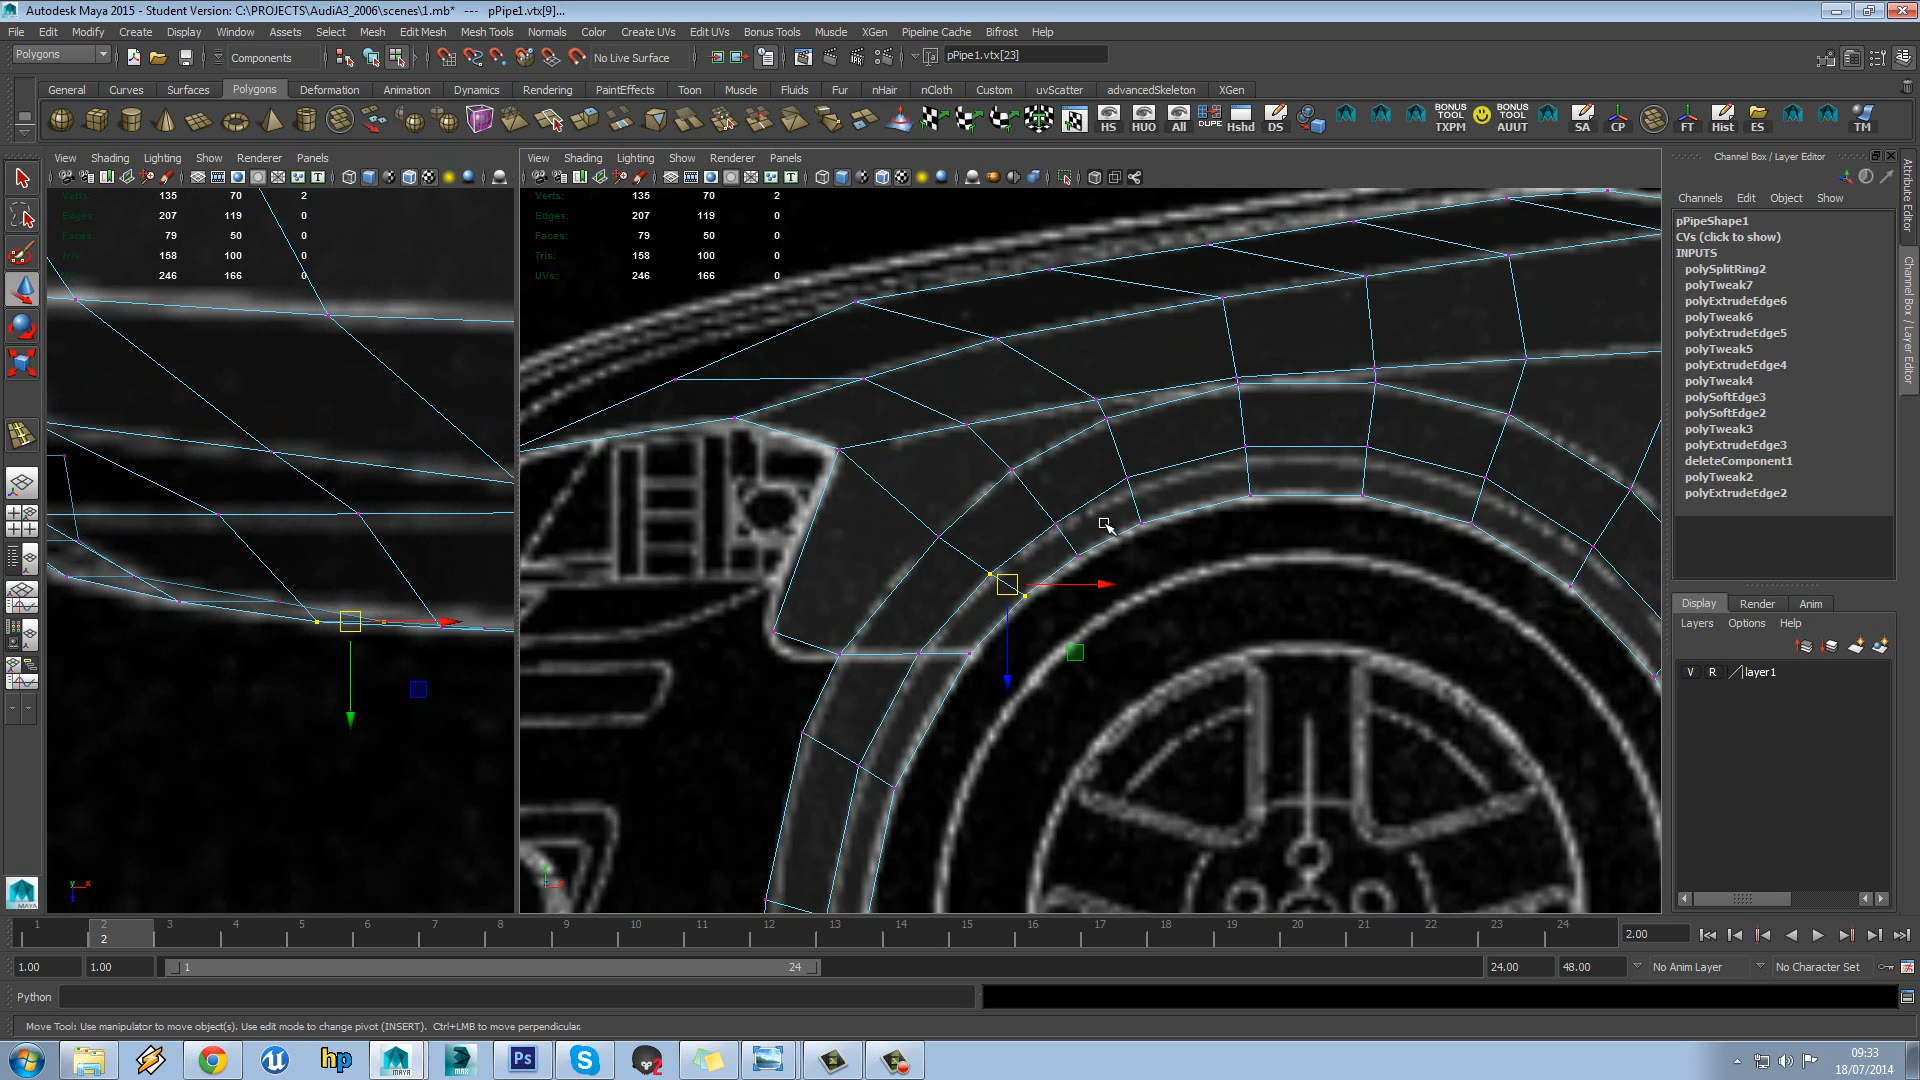 Autodesk Maya 2015 - Student Version: C:\PROJECTS\AudiA3_2006\scenes\1.mb* --- pPipe1.vtx[9]...
File Edit Modify Create Display Window Assets Select Mesh Edit Mesh Mesh Tools Normals Color Create UVs Edit UVs Bonus Tools Muscle XGen Pipeline Cache Bifrost Help
Polygons Components No Live Surface pPipe1.vtx[23]
General Curves Surfaces Polygons Deformation Animation Dynamics Rendering PaintEffects Toon Muscle Fluids Fur nHair nCloth Custom uvScatter advancedSkeleton XGen
HS HUO All DUPE Hshd DS BONUS TOOL TXPM BONUS TOOL AUUT SA CP FT Hist ES TM
View Shading Lighting Show Renderer Panels
View Shading Lighting Show Renderer Panels
Channel Box / Layer Editor
Verts: 135 70 2
Edges: 207 119 0
Faces: 79 50 0
Tris: 158 100 0
UVs: 246 166 0
Verts: 135 70 2
Edges: 207 119 0
Faces: 79 50 0
Tris: 158 100 0
UVs: 246 166 0
Channels Edit Object Show
pPipeShape1
CVs (click to show)
INPUTS
polySplitRing2
polyTweak7
polyExtrudeEdge6
polyTweak6
polyExtrudeEdge5
polyTweak5
polyExtrudeEdge4
polyTweak4
polySoftEdge3
polySoftEdge2
polyTweak3
polyExtrudeEdge3
deleteComponent1
polyTweak2
polyExtrudeEdge2
Attribute Editor
Channel Box / Layer Editor
Display Render Anim
Layers Options Help
V R layer1
y x
MAYA
1 2 3 4 5 6 7 8 9 10 11 12 13 14 15 16 17 18 19 20 21 22 23 24
2
2.00
1.00 1.00 1 24 24.00 48.00 No Anim Layer No Character Set
Python
Move Tool: Use manipulator to move object(s). Use edit mode to change pivot (INSERT). Ctrl+LMB to move perpendicular.
hp MAYA MAX Ps S 2
09:33
18/07/2014